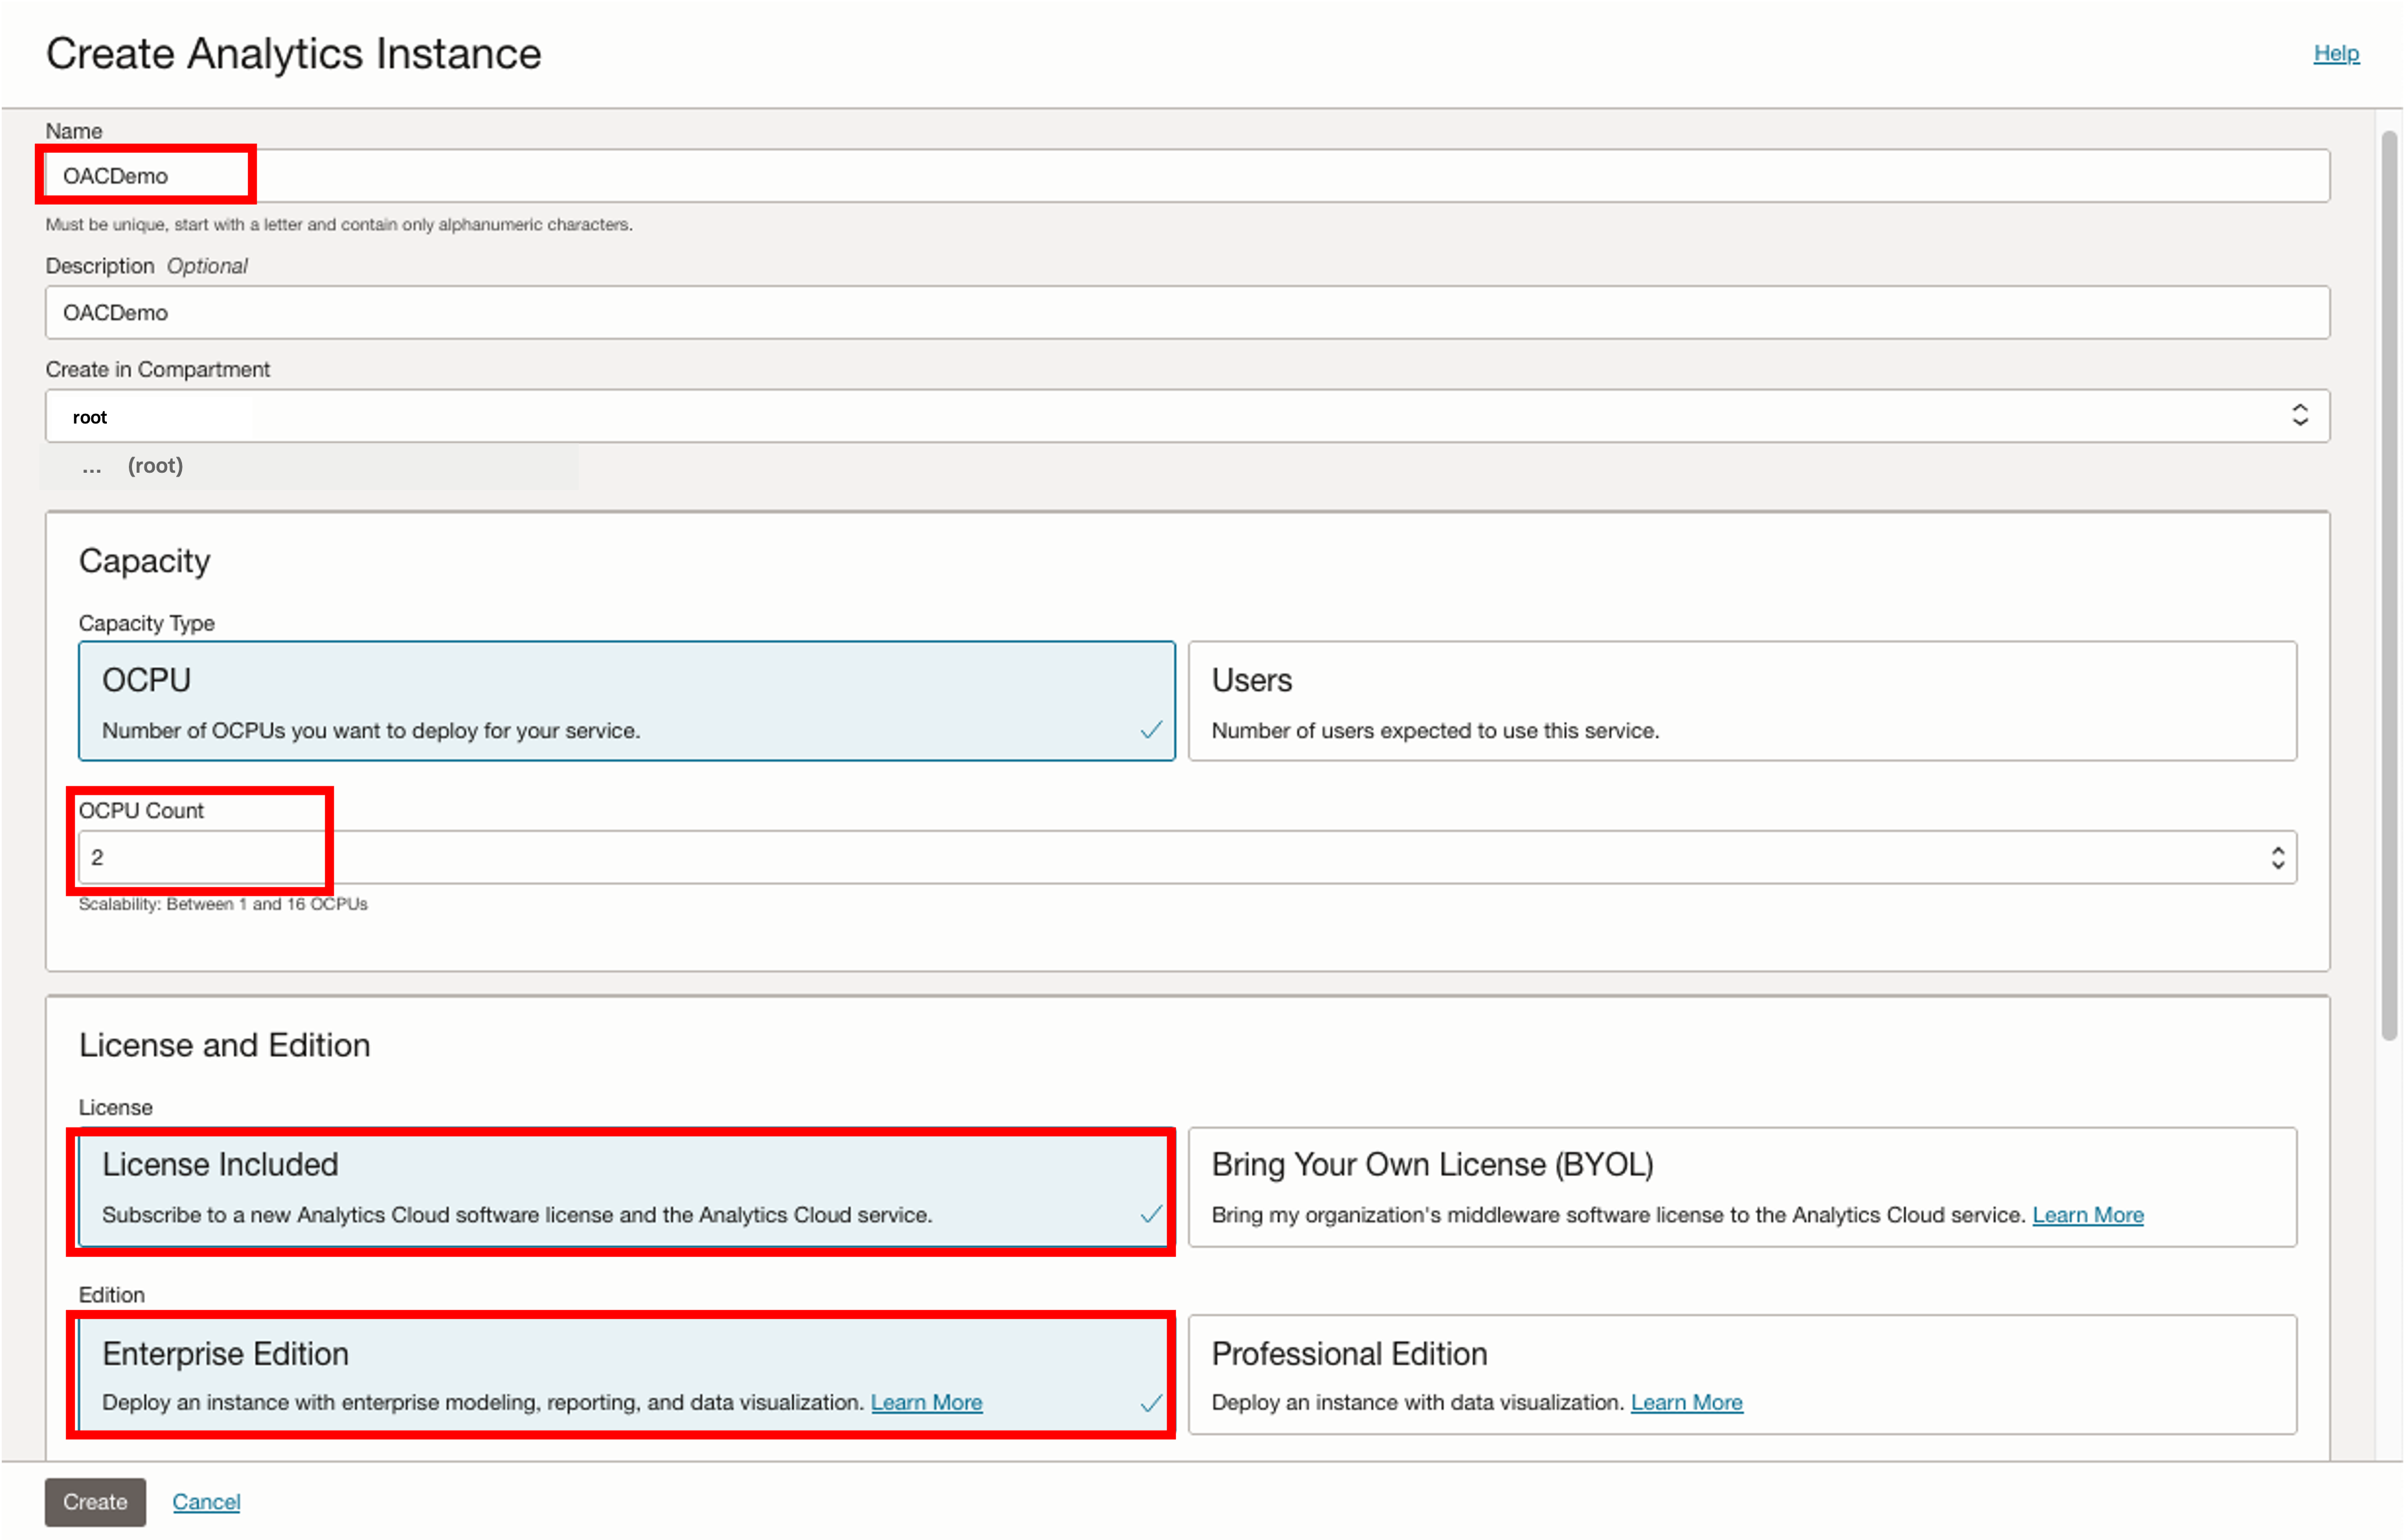 Create Analytics Instance
Help
Name
OACDemo
Must be unique, start with a letter and contain only alphanumeric characters.
Description Optional
OACDemo
Create in Compartment
root
... (root)
Capacity
Capacity Type
OCPU
Number of OCPUs you want to deploy for your service.
Users
Number of users expected to use this service.
OCPU Count
2
Scalability: Between 1 and 16 OCPUs
License and Edition
License
License Included
Subscribe to a new Analytics Cloud software license and the Analytics Cloud service.
Bring Your Own License (BYOL)
Bring my organization's middleware software license to the Analytics Cloud service. Learn More
Edition
Enterprise Edition
Deploy an instance with enterprise modeling, reporting, and data visualization. Learn More
Professional Edition
Deploy an instance with data visualization. Learn More
Create
Cancel